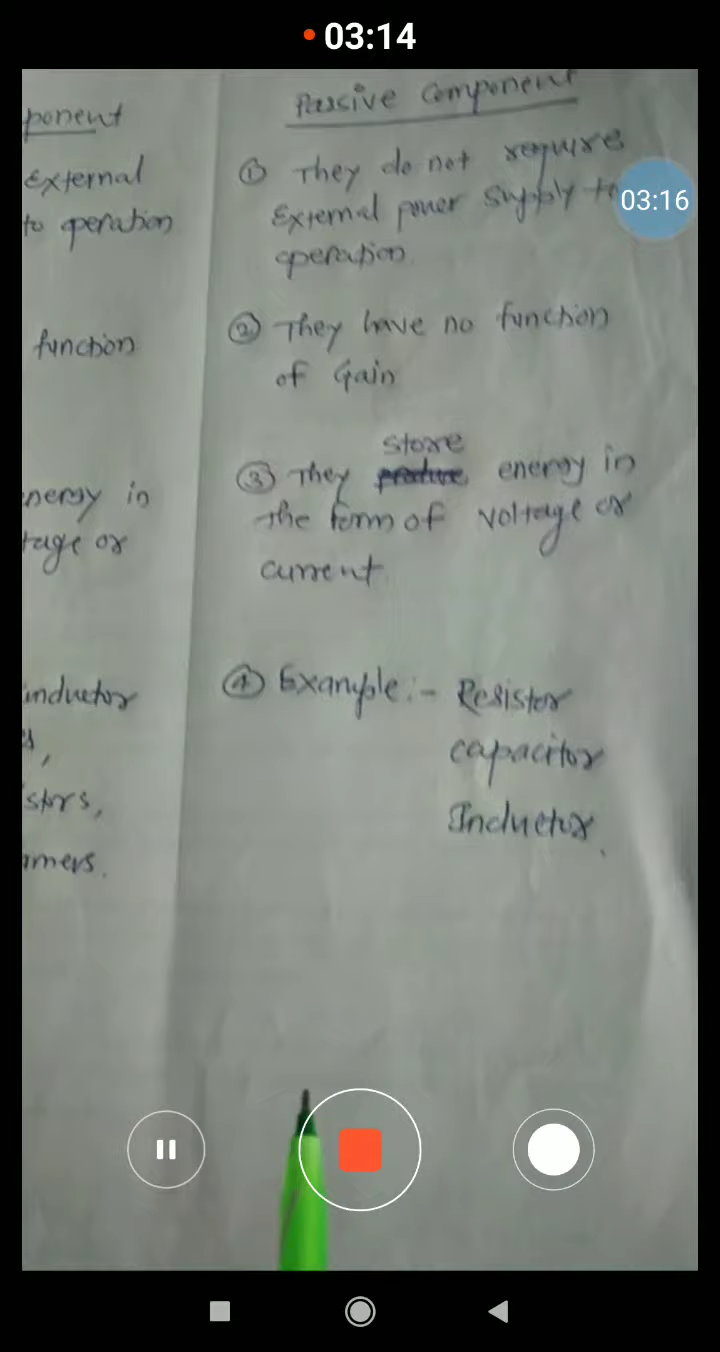 03:14
ponent
External
to operation
function
nergy in
tage or
inductor
s,
stors,
rmers.
Passive Component
① They do not require
External power supply to
operation.
② They have no function
of Gain
store
③ They produce energy in
the form of voltage or
current.
④ Example:- Resistor
capacitor
Inductor.
03:16